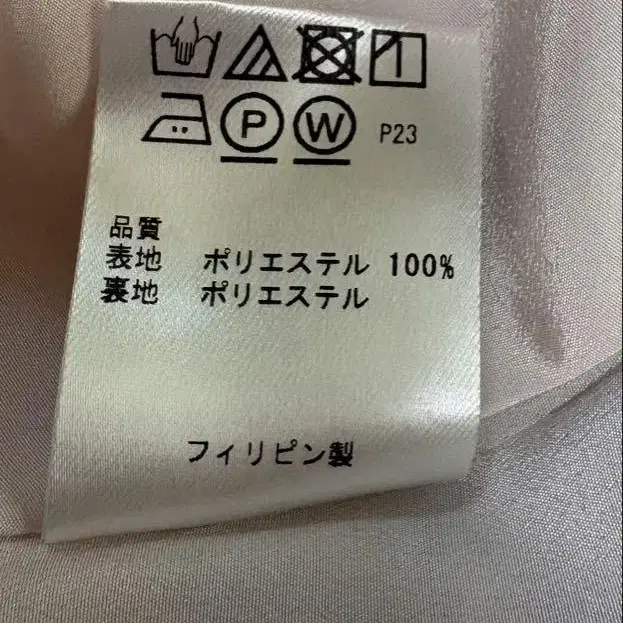 P W P23
品質
表地 ポリエステル 100%
裏地 ポリエステル
フィリピン製